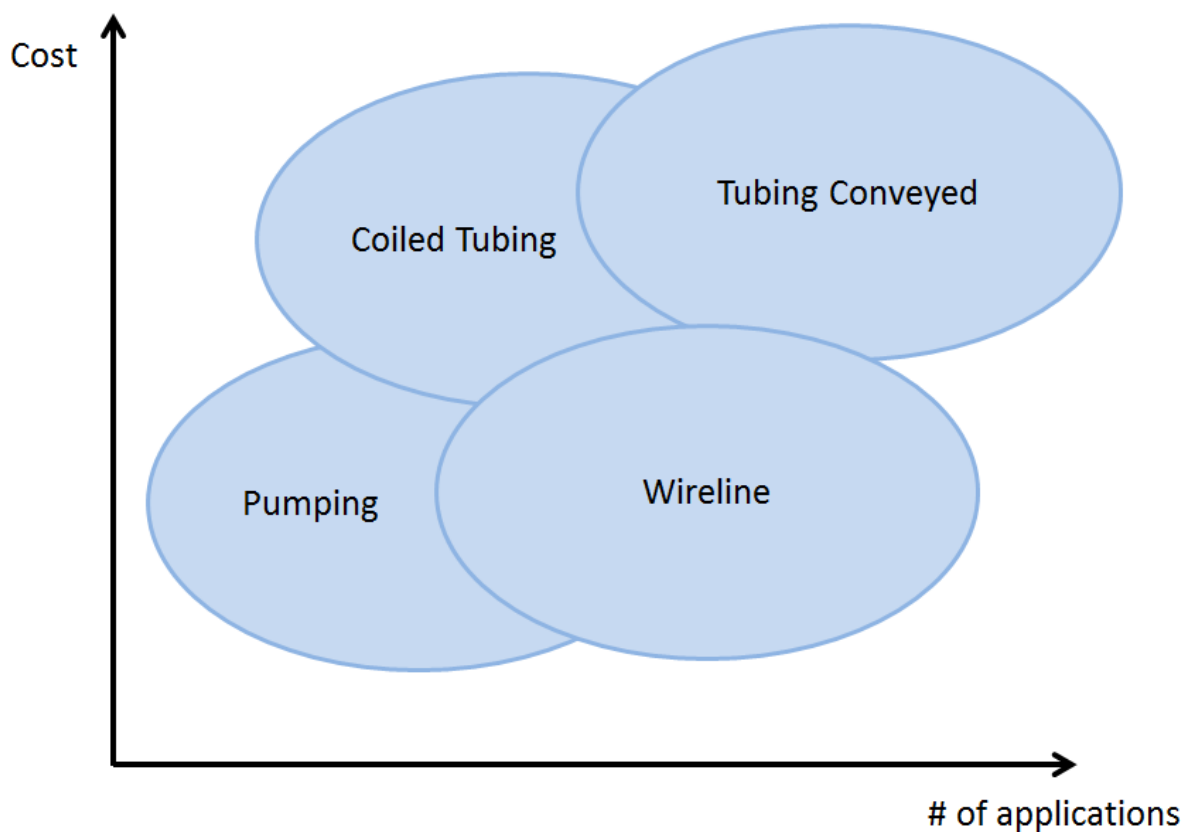 Cost
Tubing Conveyed
Coiled Tubing
Pumping
Wireline
# of applications